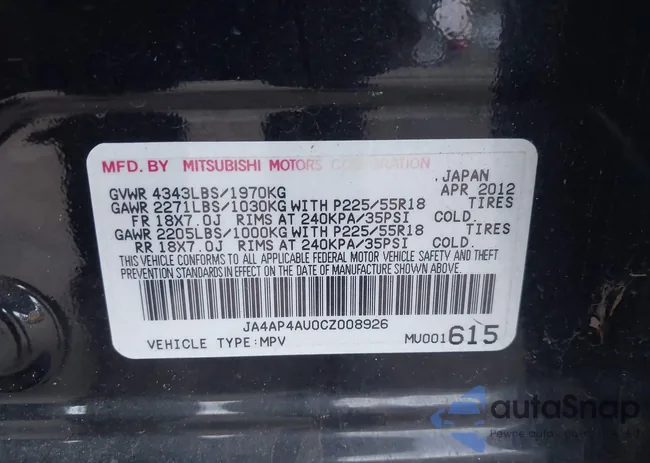 MFD. BY MITSUBISHI MOTORS CORPORATION
JAPAN
GVWR 4343LBS/1970KG APR 2012
GAWR 2271LBS/1030KG WITH P225/55R18 TIRES
FR 18X7.0J RIMS AT 240KPA/35PSI COLD.
GAWR 2205LBS/1000KG WITH P225/55R18 TIRES
RR 18X7.0J RIMS AT 240KPA/35PSI COLD.
THIS VEHICLE CONFORMS TO ALL APPLICABLE FEDERAL MOTOR VEHICLE SAFETY AND THEFT
PREVENTION STANDARDS IN EFFECT ON THE DATE OF MANUFACTURE SHOWN ABOVE.
JA4AP4AU0CZ008926
VEHICLE TYPE:MPV MU001615
autoSnap
Pewne auto